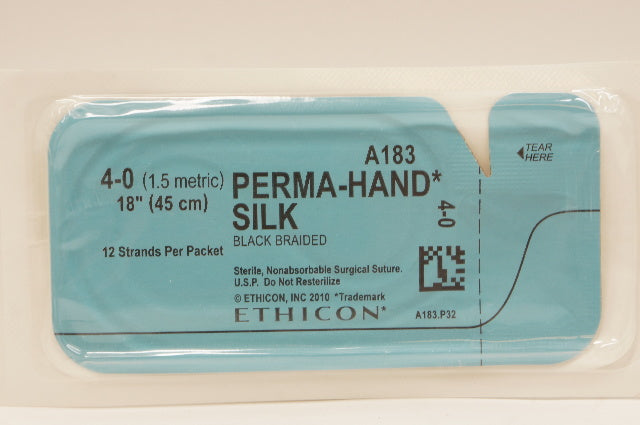 A183
4-0 (1.5 metric)
18" (45 cm)
12 Strands Per Packet
PERMA-HAND*
SILK
BLACK BRAIDED
4-0
Sterile, Nonabsorbable Surgical Suture.
U.S.P. Do Not Resterilize
© ETHICON, INC 2010 *Trademark
ETHICON*
A183.P32
TEAR
HERE